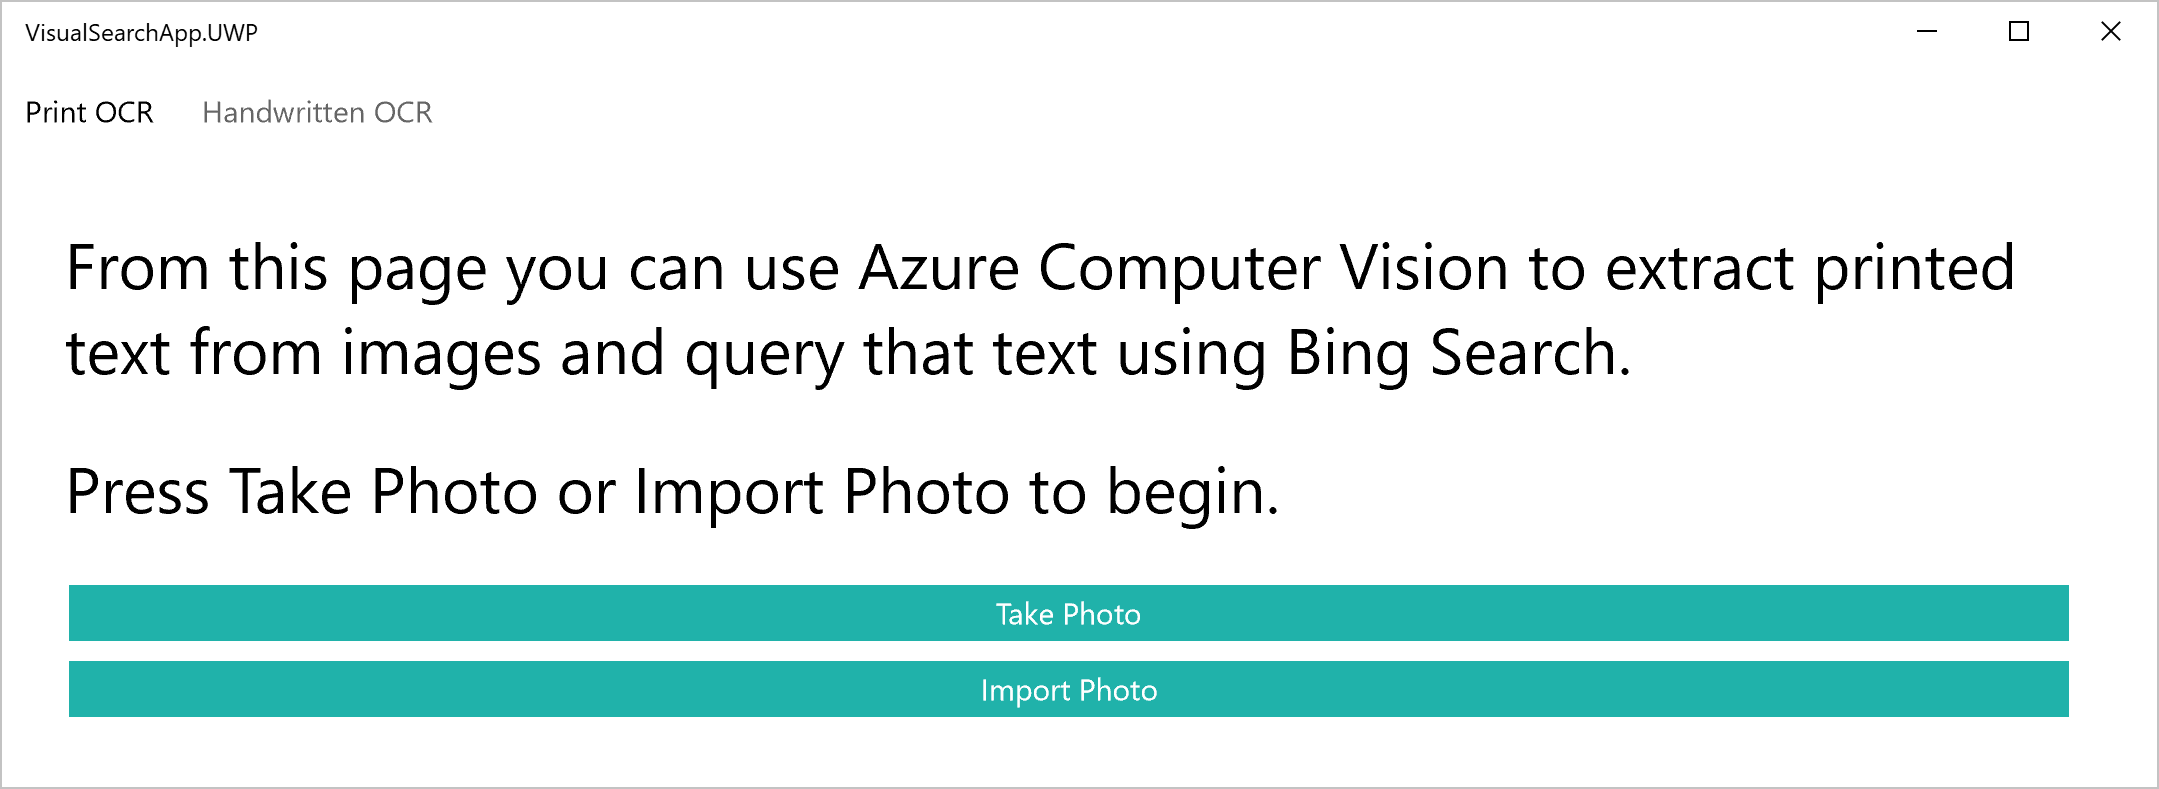 VisualSearchApp.UWP
Print OCR
Handwritten OCR
From this page you can use Azure Computer Vision to extract printed
text from images and query that text using Bing Search.
Press Take Photo or Import Photo to begin.
Take Photo
Import Photo